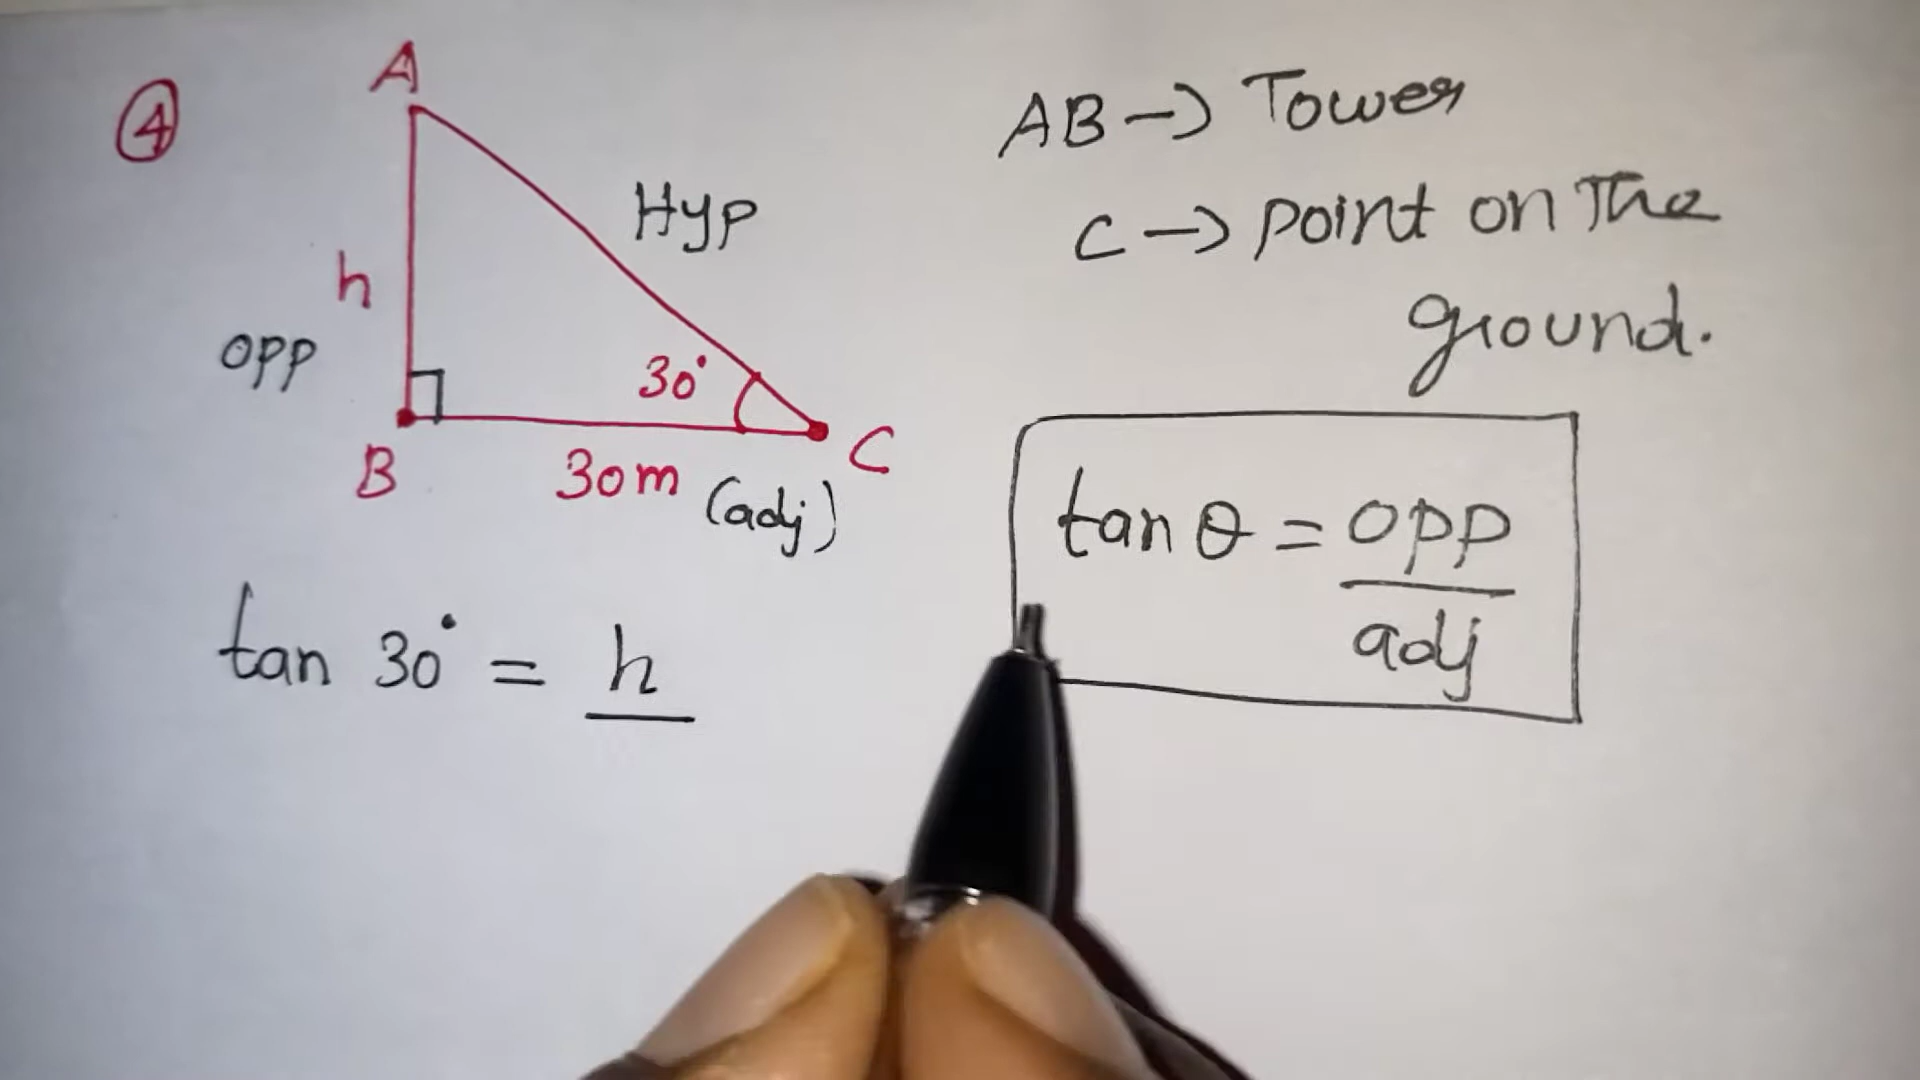 ④
A
AB → Tower
Hyp
C → point on The
h
ground.
opp
30°
B
30m (adj)
C
tan θ = opp
adj
tan 30° = h